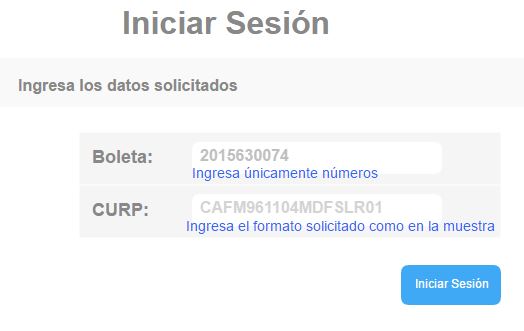 Iniciar Sesión
Ingresa los datos solicitados
Boleta: 2015630074
Ingresa únicamente números
CURP: CAFM961104MDFSLR01
Ingresa el formato solicitado como en la muestra
Iniciar Sesión